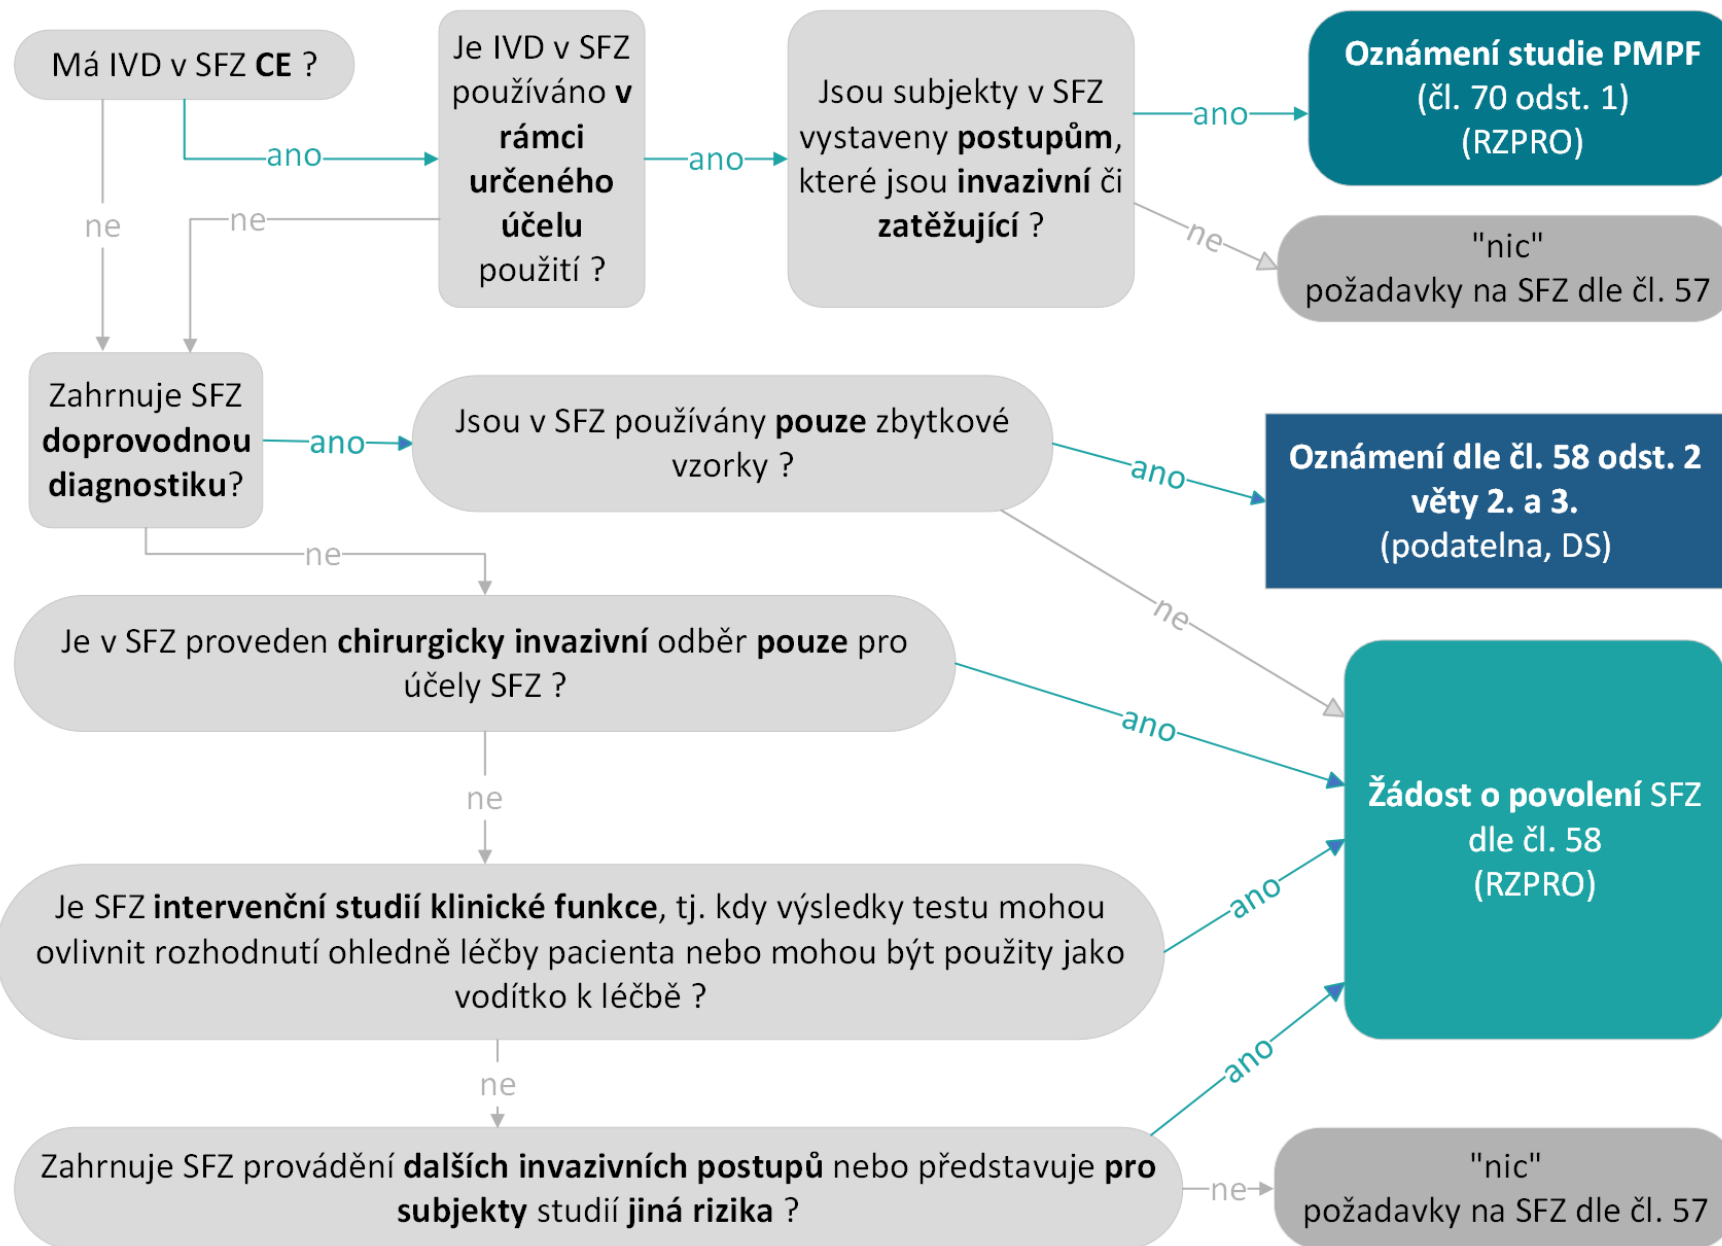 Má IVD v SFZ CE ?
ano
ne
Je IVD v SFZ
používáno v
rámci
určeného
účelu
použití ?
ano
ne
Jsou subjekty v SFZ
vystaveny postupům,
které jsou invazivní či
zatěžující ?
ano
ne
Oznámení studie PMPF
(čl. 70 odst. 1)
(RZPRO)
"nic"
požadavky na SFZ dle čl. 57
Zahrnuje SFZ
doprovodnou
diagnostiku?
ano
ne
Jsou v SFZ používány pouze zbytkové
vzorky ?
ano
ne
Oznámení dle čl. 58 odst. 2
věty 2. a 3.
(podatelna, DS)
Je v SFZ proveden chirurgicky invazivní odběr pouze pro
účely SFZ ?
ano
ne
Žádost o povolení SFZ
dle čl. 58
(RZPRO)
Je SFZ intervenční studií klinické funkce, tj. kdy výsledky testu mohou
ovlivnit rozhodnutí ohledně léčby pacienta nebo mohou být použity jako
vodítko k léčbě ?
ano
ne
Zahrnuje SFZ provádění dalších invazivních postupů nebo představuje pro
subjekty studií jiná rizika ?
ano
ne
"nic"
požadavky na SFZ dle čl. 57